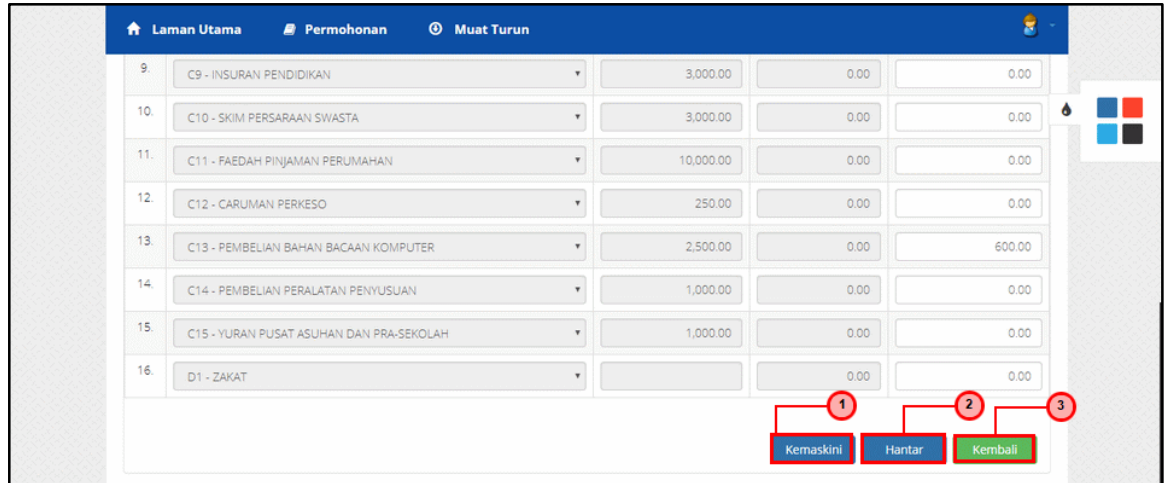 Laman Utama Permohonan Muat Turun
9. C9 - INSURAN PENDIDIKAN 3,000.00 0.00 0.00
10. C10 - SKIM PERSARAAN SWASTA 3,000.00 0.00 0.00
11. C11 - FAEDAH PINJAMAN PERUMAHAN 10,000.00 0.00 0.00
12. C12 - CARUMAN PERKESO 250.00 0.00 0.00
13. C13 - PEMBELIAN BAHAN BACAAN KOMPUTER 2,500.00 0.00 600.00
14. C14 - PEMBELIAN PERALATAN PENYUSUAN 1,000.00 0.00 0.00
15. C15 - YURAN PUSAT ASUHAN DAN PRA-SEKOLAH 1,000.00 0.00 0.00
16. D1 - ZAKAT 0.00 0.00
1 2 3
Kemaskini Hantar Kembali